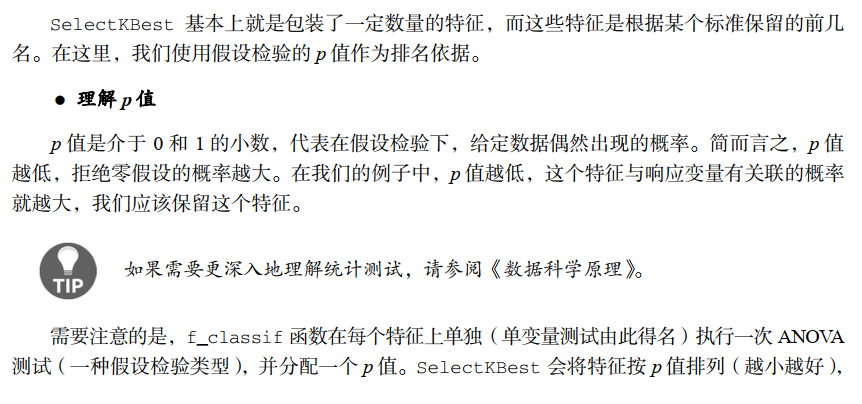 SelectKBest 基本上就是包装了一定数量的特征，而这些特征是根据某个标准保留的前几
名。在这里，我们使用假设检验的 p 值作为排名依据。
● 理解 p 值
p 值是介于 0 和 1 的小数，代表在假设检验下，给定数据偶然出现的概率。简而言之，p 值
越低，拒绝零假设的概率越大。在我们的例子中，p 值越低，这个特征与响应变量有关联的概率
就越大，我们应该保留这个特征。
TIP
如果需要更深入地理解统计测试，请参阅《数据科学原理》。
需要注意的是，f_classif 函数在每个特征上单独（单变量测试由此得名）执行一次 ANOVA
测试（一种假设检验类型），并分配一个 p 值。SelectKBest 会将特征按 p 值排列（越小越好），